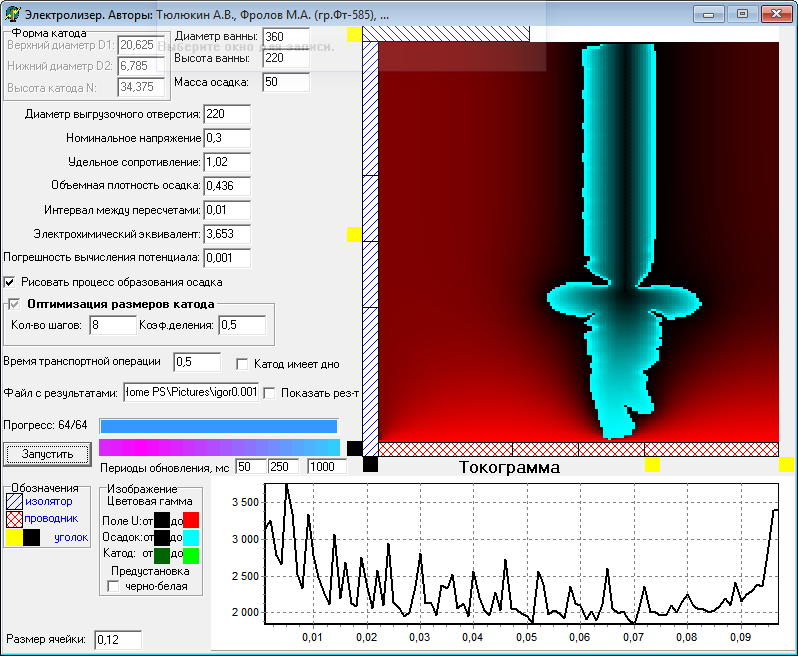 Электролизер. Авторы: Тюлюкин А.В., Фролов М.А. (гр.Фт-585), ...
Выберите окно для записи.
Форма катода
Верхний диаметр D1: 20,625
Нижний диаметр D2: 6,785
Высота катода N: 34,375
Диаметр ванны: 360
Высота ванны: 220
Масса осадка: 50
Диаметр выгрузочного отверстия: 220
Номинальное напряжение 0,3
Удельное сопротивление: 1,02
Объемная плотность осадка: 0,436
Интервал между пересчетами: 0,01
Электрохимический эквивалент: 3,653
Погрешность вычисления потенциала: 0,001
Рисовать процесс образования осадка
Оптимизация размеров катода
Кол-во шагов: 8 Коэф.деления: 0,5
Время транспортной операции 0,5 Катод имеет дно
Файл с результатами: Home PS\Pictures\igor0.001 Показать рез-т
Прогресс: 64/64
Запустить
Периоды обновления, мс 50 250 1000
Токограмма
Обозначения
изолятор
проводник
уголок
Изображение
Цветовая гамма
Поле U: от до
Осадок: от до
Катод: от до
Предустановка
черно-белая
Размер ячейки: 0,12
3 500
3 000
2 500
2 000
0,01 0,02 0,03 0,04 0,05 0,06 0,07 0,08 0,09